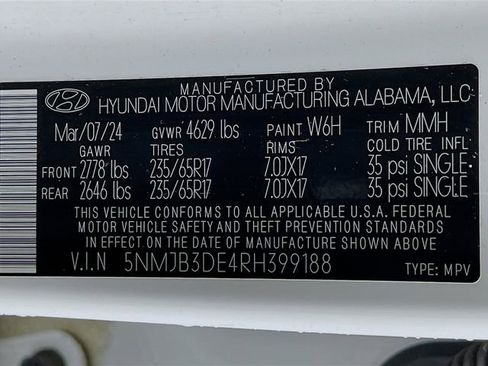 MANUFACTURED BY
HYUNDAI MOTOR MANUFACTURING ALABAMA, LLC
Mar/07/24 GVWR 4629 lbs PAINT W6H TRIM MMH
GAWR TIRES RIMS COLD TIRE INFL
FRONT 2778 lbs 235/65R17 7.0JX17 35 psi SINGLE
REAR 2646 lbs 235/65R17 7.0JX17 35 psi SINGLE
THIS VEHICLE CONFORMS TO ALL APPLICABLE U.S.A. FEDERAL
MOTOR VEHICLE SAFETY AND THEFT PREVENTION STANDARDS
IN EFFECT ON THE DATE OF MANUFACTURE SHOWN ABOVE.
V.I.N 5NMJB3DE4RH399188 TYPE: MPV